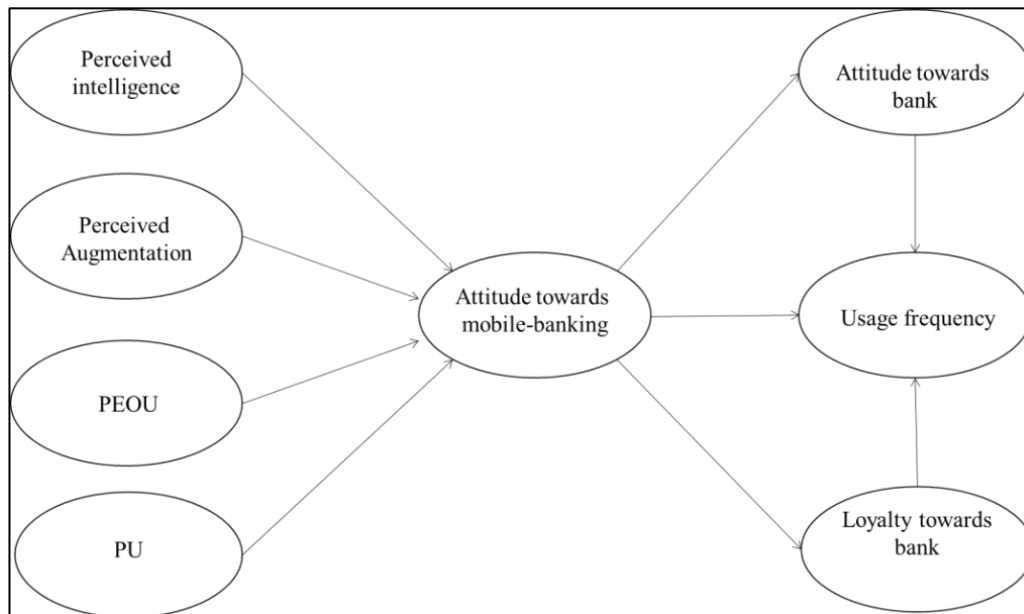 Perceived
intelligence
Perceived
Augmentation
PEOU
PU
Attitude towards
mobile-banking
Attitude towards
bank
Usage frequency
Loyalty towards
bank